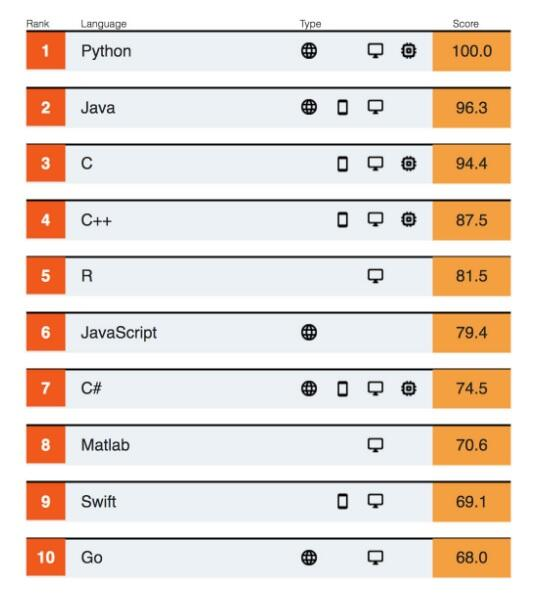 Rank Language Type Score
1 Python 100.0
2 Java 96.3
3 C 94.4
4 C++ 87.5
5 R 81.5
6 JavaScript 79.4
7 C# 74.5
8 Matlab 70.6
9 Swift 69.1
10 Go 68.0